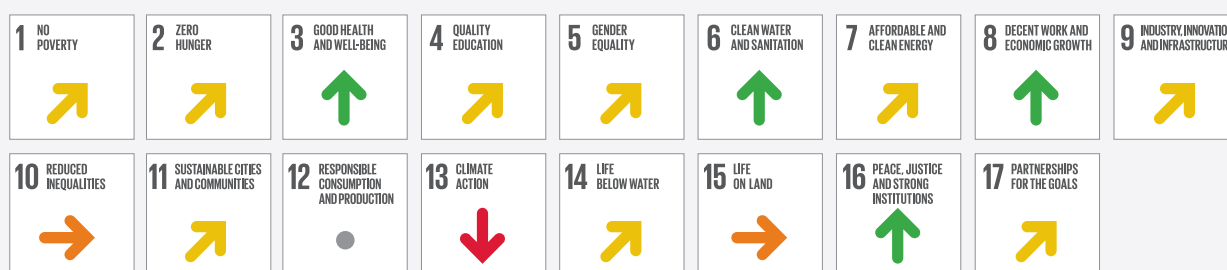 1 NO
POVERTY
2 ZERO
HUNGER
3 GOOD HEALTH
AND WELL-BEING
4 QUALITY
EDUCATION
5 GENDER
EQUALITY
6 CLEAN WATER
AND SANITATION
7 AFFORDABLE AND
CLEAN ENERGY
8 DECENT WORK AND
ECONOMIC GROWTH
9 INDUSTRY, INNOVATIO
AND INFRASTRUCTUR
10 REDUCED
INEQUALITIES
11 SUSTAINABLE CITIES
AND COMMUNITIES
12 RESPONSIBLE
CONSUMPTION
AND PRODUCTION
13 CLIMATE
ACTION
14 LIFE
BELOW WATER
15 LIFE
ON LAND
16 PEACE, JUSTICE
AND STRONG
INSTITUTIONS
17 PARTNERSHIPS
FOR THE GOALS